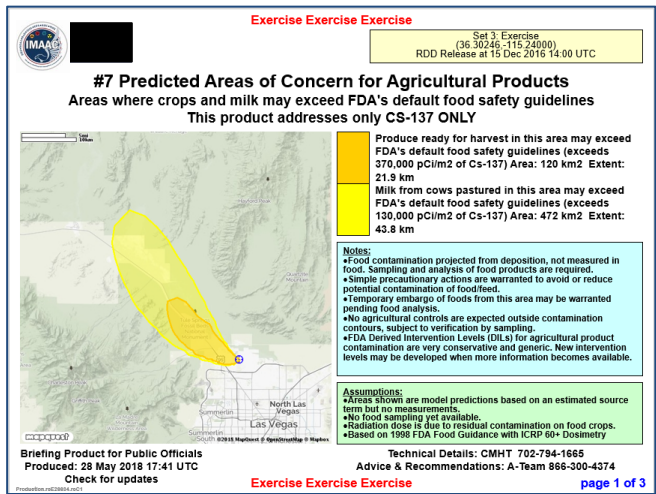 Exercise Exercise Exercise
IMAAC
Set 3: Exercise
(36.30246,-115.24000)
RDD Release at 15 Dec 2016 14:00 UTC
#7 Predicted Areas of Concern for Agricultural Products
Areas where crops and milk may exceed FDA's default food safety guidelines
This product addresses only CS-137 ONLY
5mi
10km
Hayford Peak
North Las
Vegas
Summerlin
Las Vegas
Summerlin
South
©2018 MapQuest © OpenStreetMap © Mapbox
mapquest
Produce ready for harvest in this area may exceed
FDA's default food safety guidelines (exceeds
370,000 pCi/m2 of Cs-137) Area: 120 km2 Extent:
21.9 km
Milk from cows pastured in this area may exceed
FDA's default food safety guidelines (exceeds
130,000 pCi/m2 of Cs-137) Area: 472 km2 Extent:
43.8 km
Notes:
●Food contamination projected from deposition, not measured in
food. Sampling and analysis of food products are required.
●Simple precautionary actions are warranted to avoid or reduce
potential contamination of food/feed.
●Temporary embargo of foods from this area may be warranted
pending food analysis.
●No agricultural controls are expected outside contamination
contours, subject to verification by sampling.
●FDA Derived Intervention Levels (DILs) for agricultural product
contamination are very conservative and generic. New intervention
levels may be developed when more information becomes available.
Assumptions:
●Areas shown are model predictions based on an estimated source
term but no measurements.
●No food sampling yet available.
●Radiation dose is due to residual contamination on food crops.
●Based on 1998 FDA Food Guidance with ICRP 60+ Dosimetry
Briefing Product for Public Officials
Produced: 28 May 2018 17:41 UTC
Check for updates
Technical Details: CMHT 702-794-1665
Advice & Recommendations: A-Team 866-300-4374
Exercise Exercise Exercise
page 1 of 3